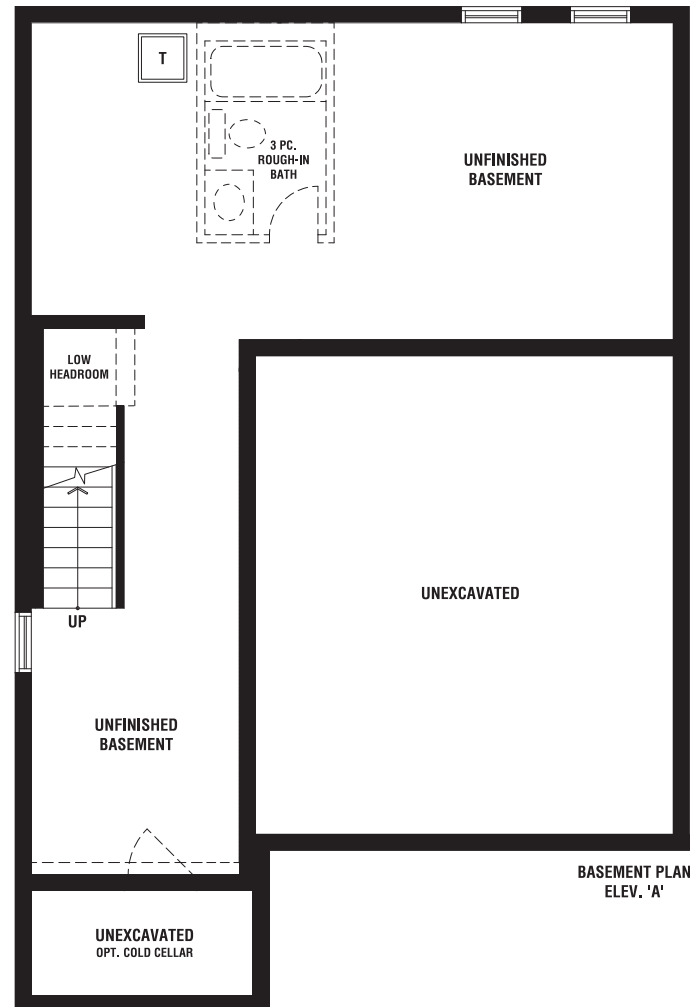 T
3 PC.
ROUGH-IN
BATH
UNFINISHED
BASEMENT
LOW
HEADROOM
UNEXCAVATED
UP
UNFINISHED
BASEMENT
BASEMENT PLAN
ELEV. 'A'
UNEXCAVATED
OPT. COLD CELLAR